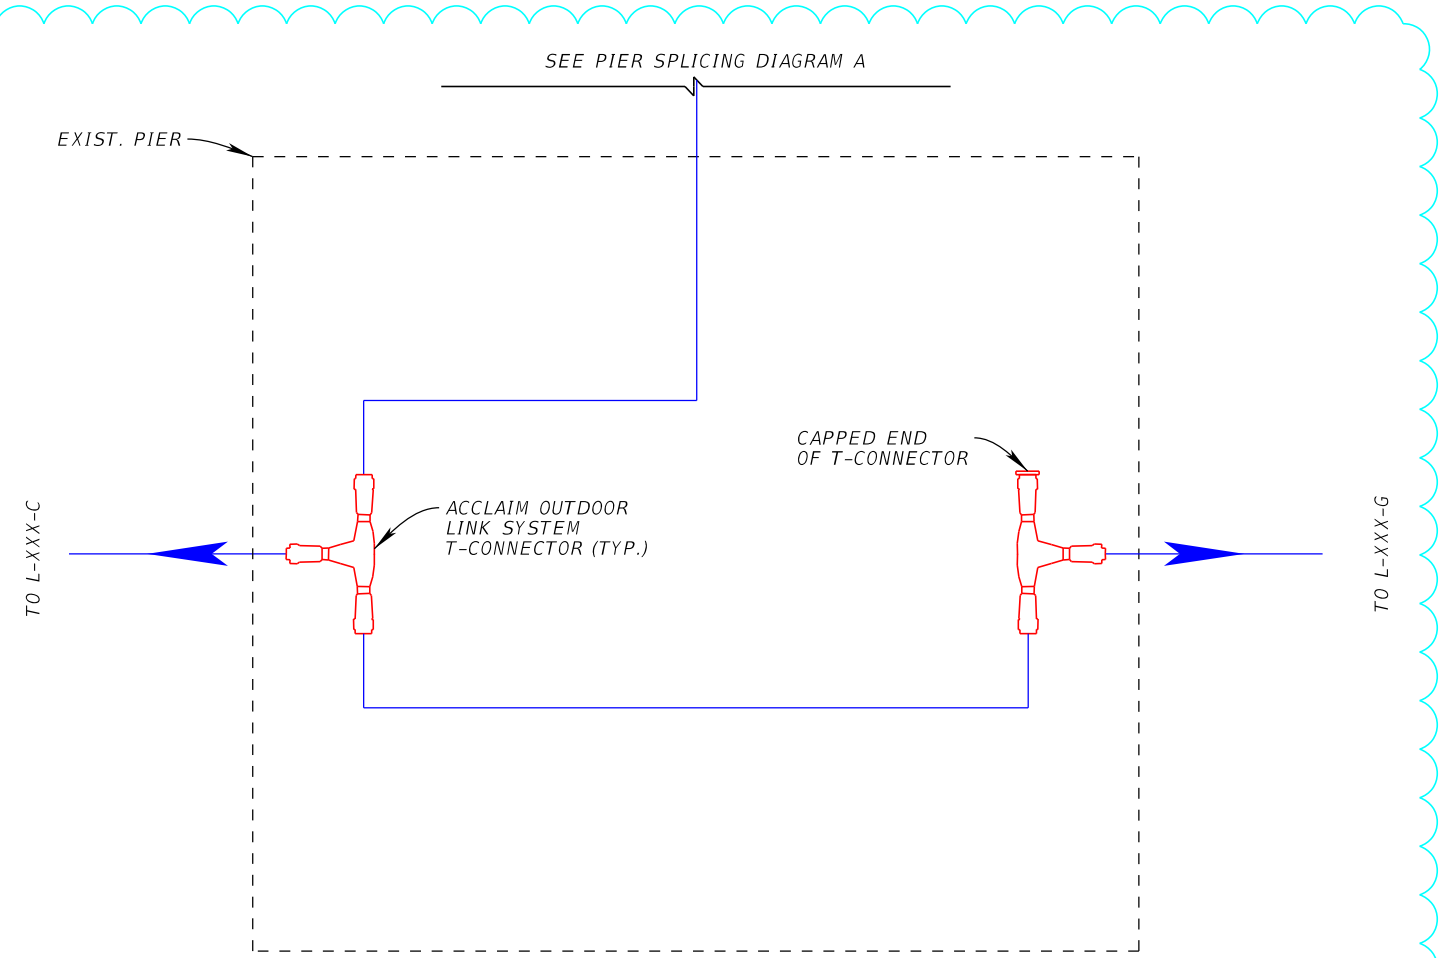 SEE PIER SPLICING DIAGRAM A
EXIST. PIER
CAPPED END
OF T-CONNECTOR
ACCLAIM OUTDOOR
LINK SYSTEM
T-CONNECTOR (TYP.)
TO L-XXX-C
TO L-XXX-G